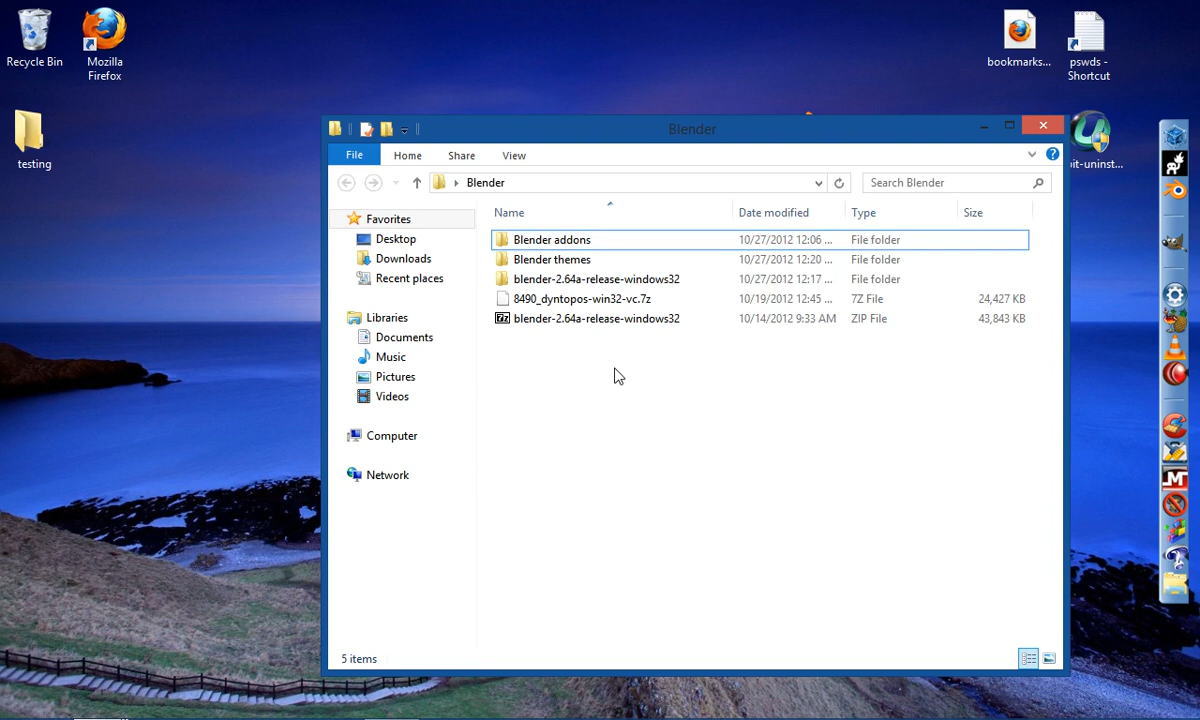 Recycle Bin
Mozilla
Firefox
testing
bookmarks...
pswds -
Shortcut
bit-uninst...
Blender
File Home Share View
Blender
Search Blender
Favorites
Desktop
Downloads
Recent places
Libraries
Documents
Music
Pictures
Videos
Computer
Network
Name Date modified Type Size
Blender addons 10/27/2012 12:06 ... File folder
Blender themes 10/27/2012 12:20 ... File folder
blender-2.64a-release-windows32 10/27/2012 12:17 ... File folder
8490_dyntopos-win32-vc.7z 10/19/2012 12:45 ... 7Z File 24,427 KB
blender-2.64a-release-windows32 10/14/2012 9:33 AM ZIP File 43,843 KB
5 items